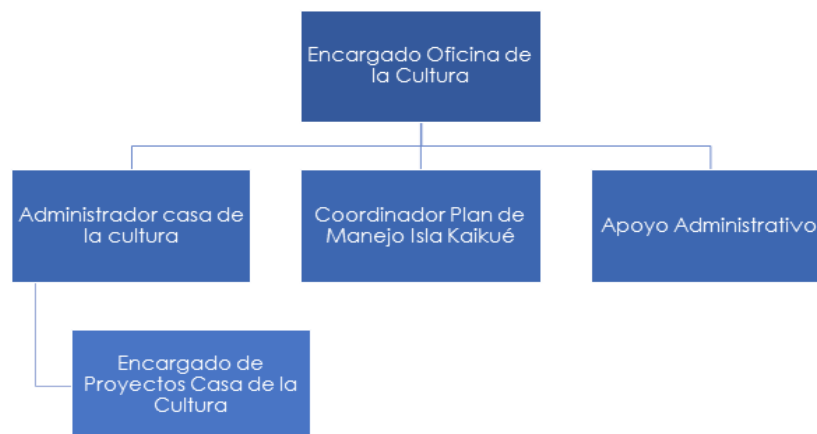 Encargado Oficina de
la Cultura
Administrador casa de
la cultura
Coordinador Plan de
Manejo Isla Kaikué
Apoyo Administrativo
Encargado de
Proyectos Casa de la
Cultura